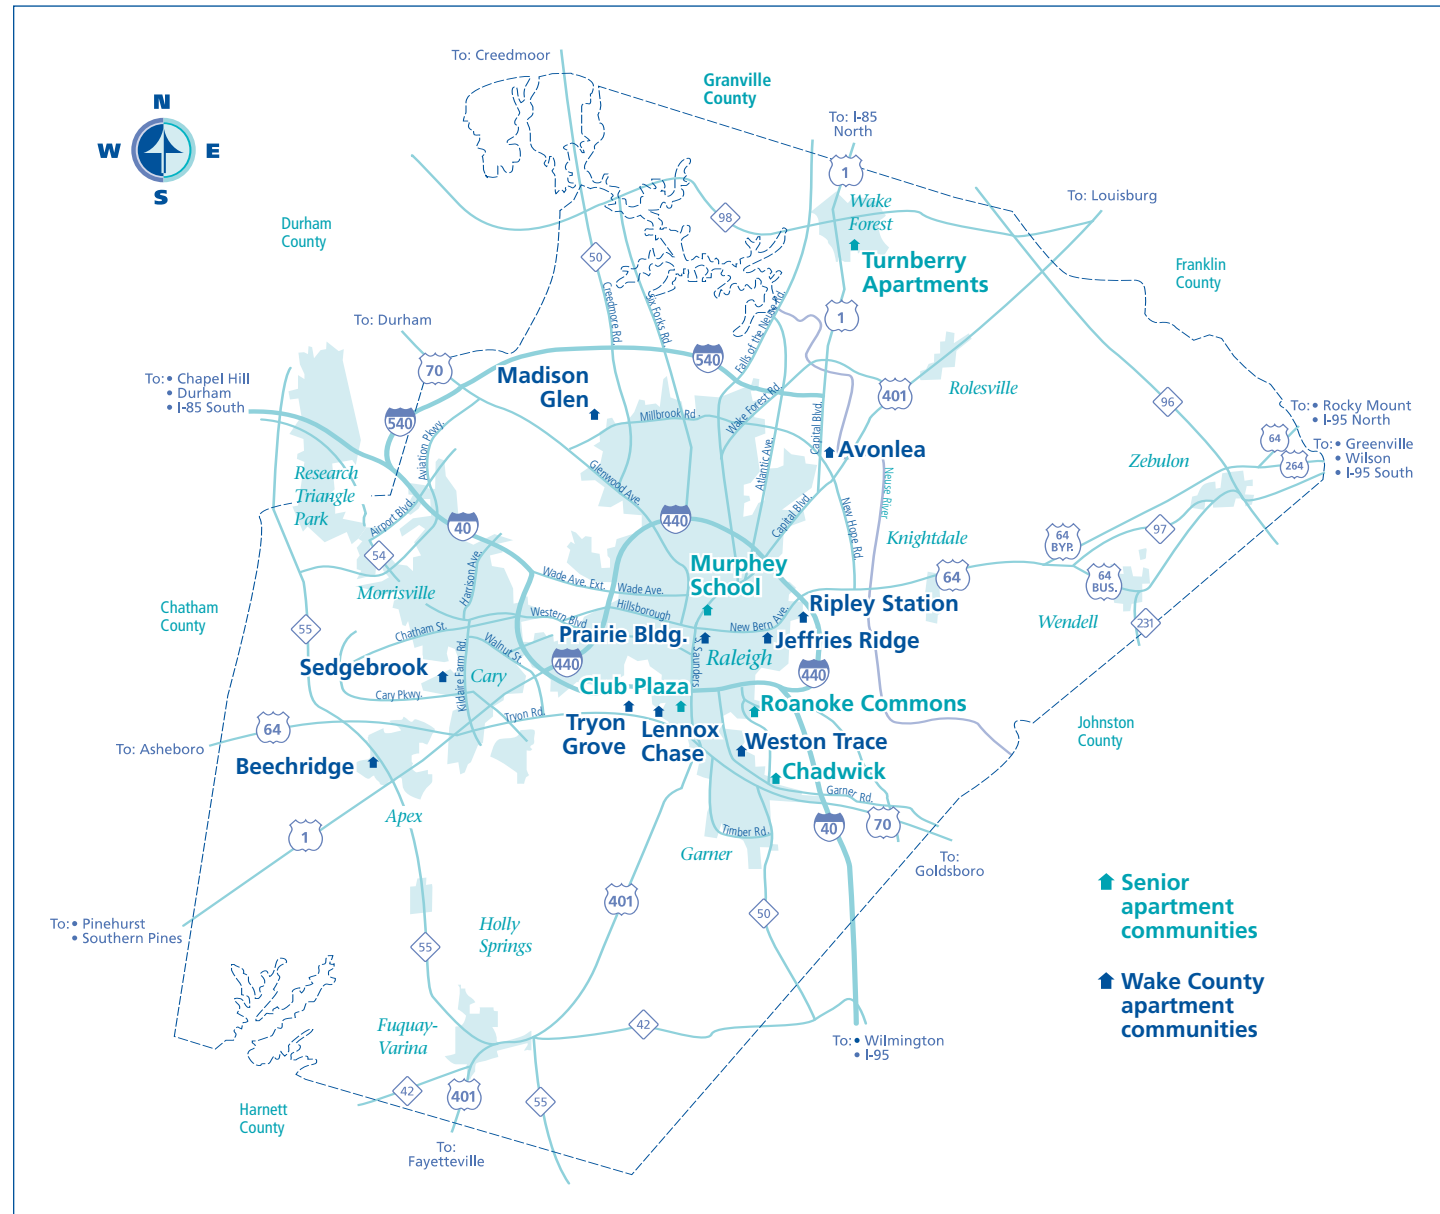 To: Creedmoor
Granville
County
N
W
E
S
To: I-85
North
1
Wake
Forest
To: Louisburg
98
Durham
County
50
Turnberry
Apartments
Franklin
County
Creedmore Rd.
Six Forks Rd.
Falls of the Neuse Rd.
1
To: Durham
70
540
To: • Chapel Hill
• Durham
• I-85 South
Madison
Glen
Rolesville
401
96
540
Aviation Pkwy.
Millbrook Rd.
Wake Forest Rd.
Capital Blvd.
To: • Rocky Mount
• I-95 North
64
To: • Greenville
• Wilson
• I-95 South
264
Avonlea
Zebulon
Research
Triangle
Park
Glenwood Ave.
Atlantic Ave.
Neuse River
Airport Blvd.
40
440
Capital Blvd.
New Hope Rd.
Knightdale
64
BYP.
97
54
Harrison Ave.
Murphey
School
Wade Ave. Ext.
Wade Ave.
64
64
BUS.
Morrisville
Chatham
County
Western Blvd
Hillsborough
Ripley Station
Wendell
231
55
Chatham St.
Walnut St.
Prairie Bldg.
New Bern Ave.
Jeffries Ridge
S. Saunders
Raleigh
Sedgebrook
Kildaire Farm Rd.
Cary
440
440
Cary Pkwy.
Club Plaza
Roanoke Commons
Tryon Rd.
64
Tryon
Grove
Lennox
Chase
Johnston
County
To: Asheboro
Weston Trace
Beechridge
Chadwick
Garner Rd.
Apex
1
Timber Rd.
40
70
Garner
To:
Goldsboro
Senior
apartment
communities
401
50
To: • Pinehurst
• Southern Pines
Holly
Springs
55
Wake County
apartment
communities
Fuquay-
Varina
42
To: • Wilmington
• I-95
42
401
55
Harnett
County
To:
Fayetteville